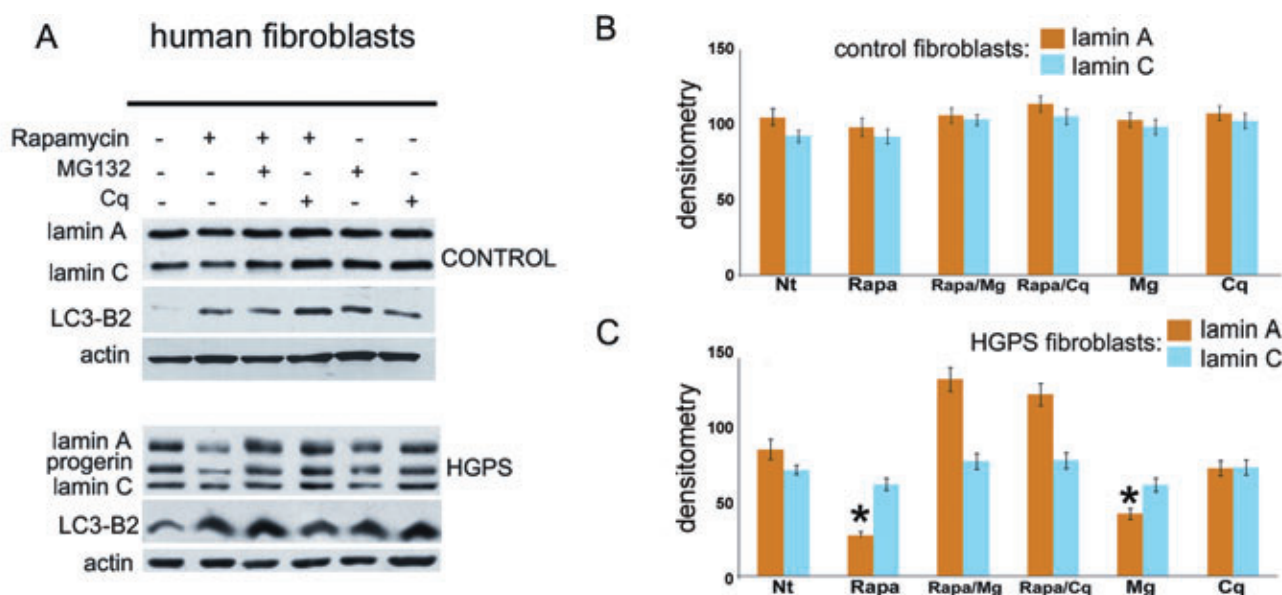 A
human fibroblasts
Rapamycin - + + + - -
MG132 - - + - + -
Cq - - - + - +
lamin A
lamin C
CONTROL
LC3-B2
actin
lamin A
progerin
lamin C
HGPS
LC3-B2
actin
B
control fibroblasts:
lamin A
lamin C
densitometry
150
100
50
0
Nt Rapa Rapa/Mg Rapa/Cq Mg Cq
C
HGPS fibroblasts:
lamin A
lamin C
densitometry
150
100
50
0
* *
Nt Rapa Rapa/Mg Rapa/Cq Mg Cq